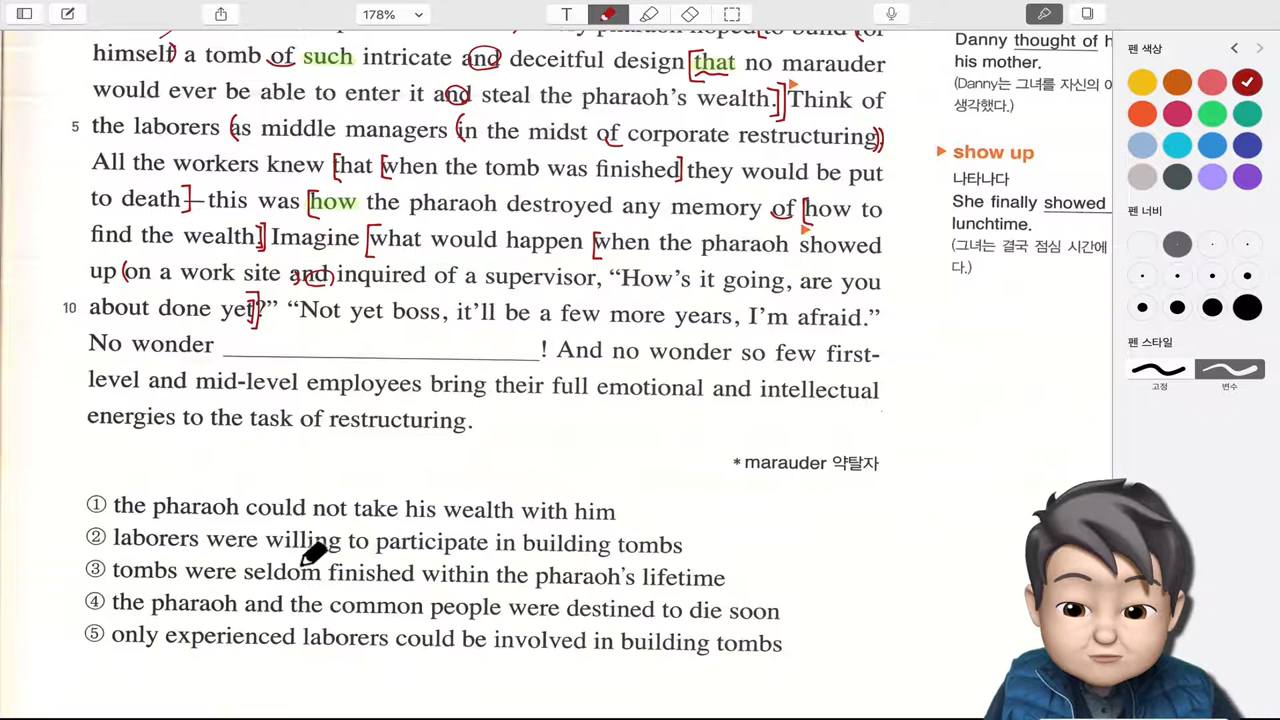 178%
T
himself a tomb of such intricate and deceitful design that no marauder
would ever be able to enter it and steal the pharaoh's wealth. Think of
5 the laborers as middle managers in the midst of corporate restructuring.
All the workers knew that when the tomb was finished they would be put
to death—this was how the pharaoh destroyed any memory of how to
find the wealth. Imagine what would happen when the pharaoh showed
up on a work site and inquired of a supervisor, “How's it going, are you
10 about done yet?” “Not yet boss, it'll be a few more years, I'm afraid.”
No wonder ______________________________! And no wonder so few first-
level and mid-level employees bring their full emotional and intellectual
energies to the task of restructuring.
* marauder 약탈자
① the pharaoh could not take his wealth with him
② laborers were willing to participate in building tombs
③ tombs were seldom finished within the pharaoh's lifetime
④ the pharaoh and the common people were destined to die soon
⑤ only experienced laborers could be involved in building tombs
Danny thought of h
his mother.
(Danny는 그녀를 자신의 어
생각했다.)
show up
나타나다
She finally showed
lunchtime.
(그녀는 결국 점심 시간에
다.)
펜 색상
펜 너비
펜 스타일
고정
변수